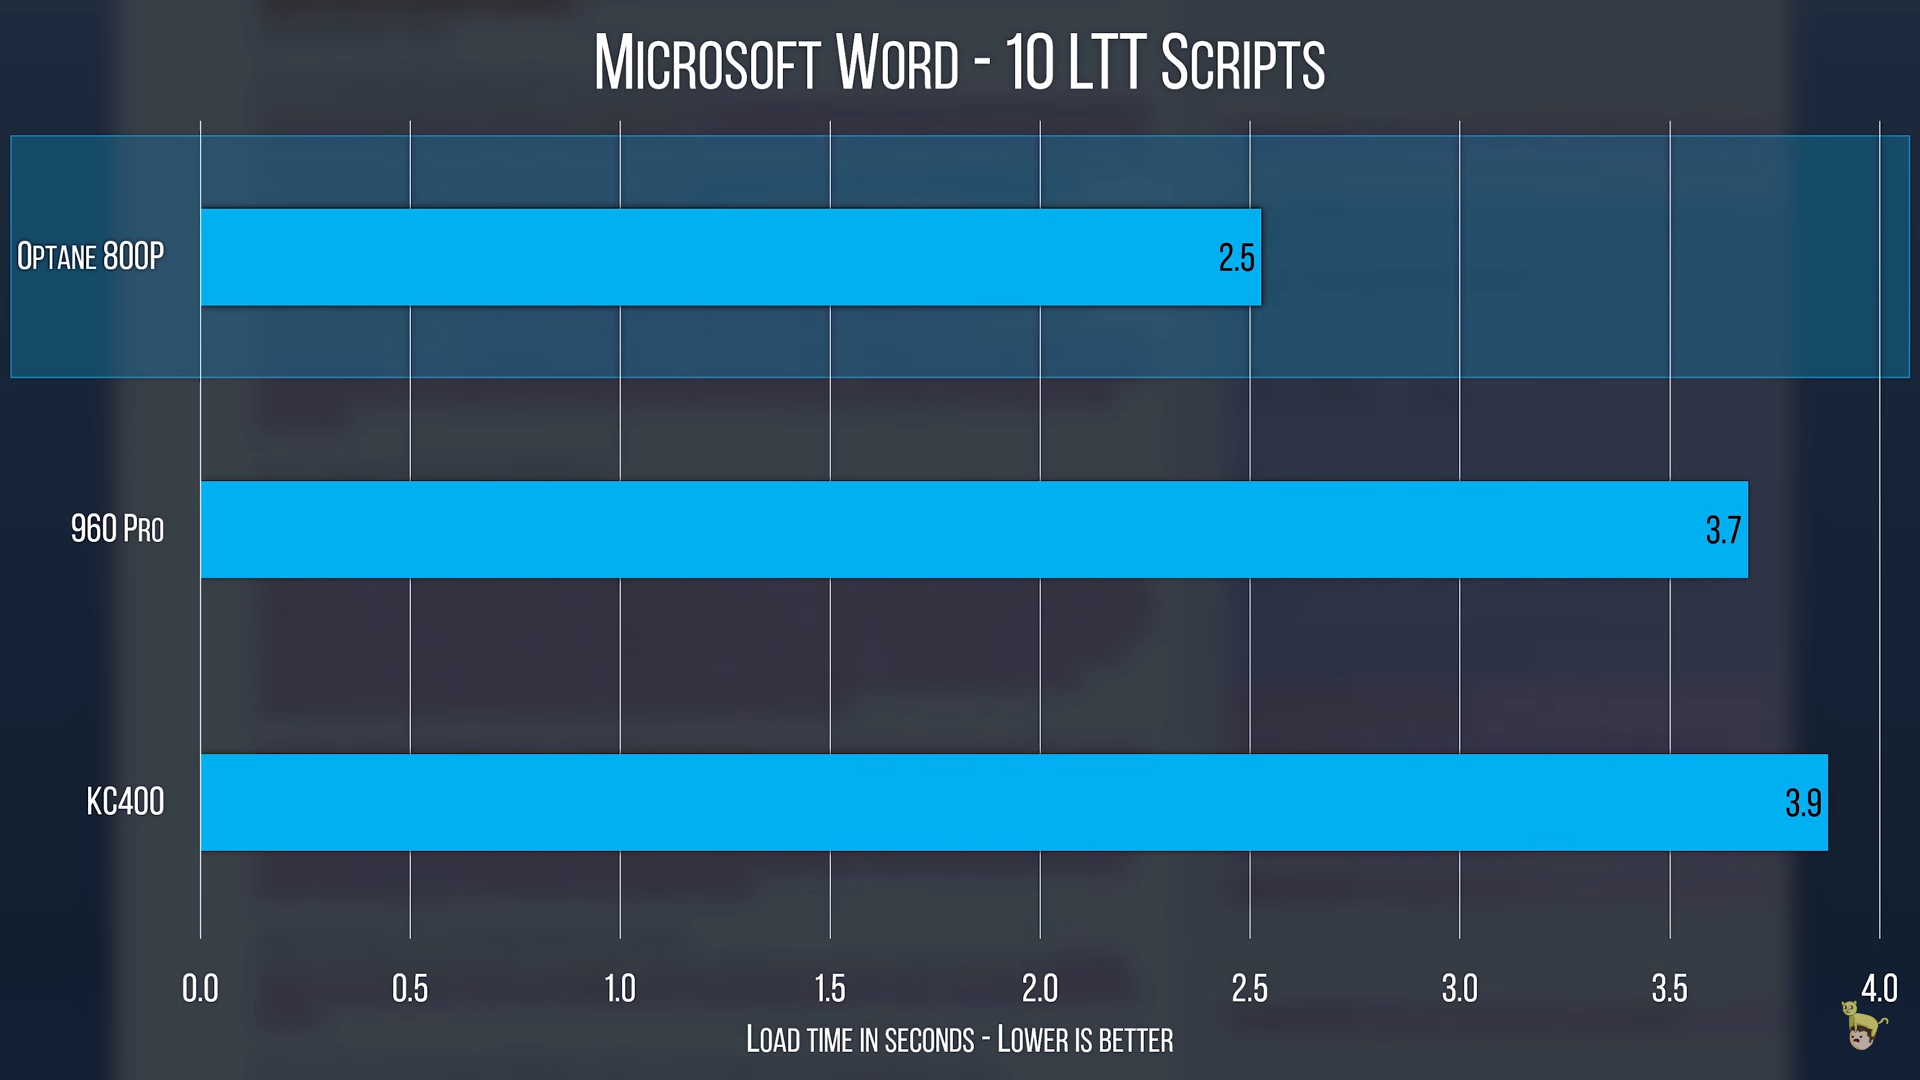 Microsoft Word - 10 LTT Scripts
Optane 800P
2.5
960 Pro
3.7
KC400
3.9
0.0 0.5 1.0 1.5 2.0 2.5 3.0 3.5 4.0
Load time in seconds - Lower is better